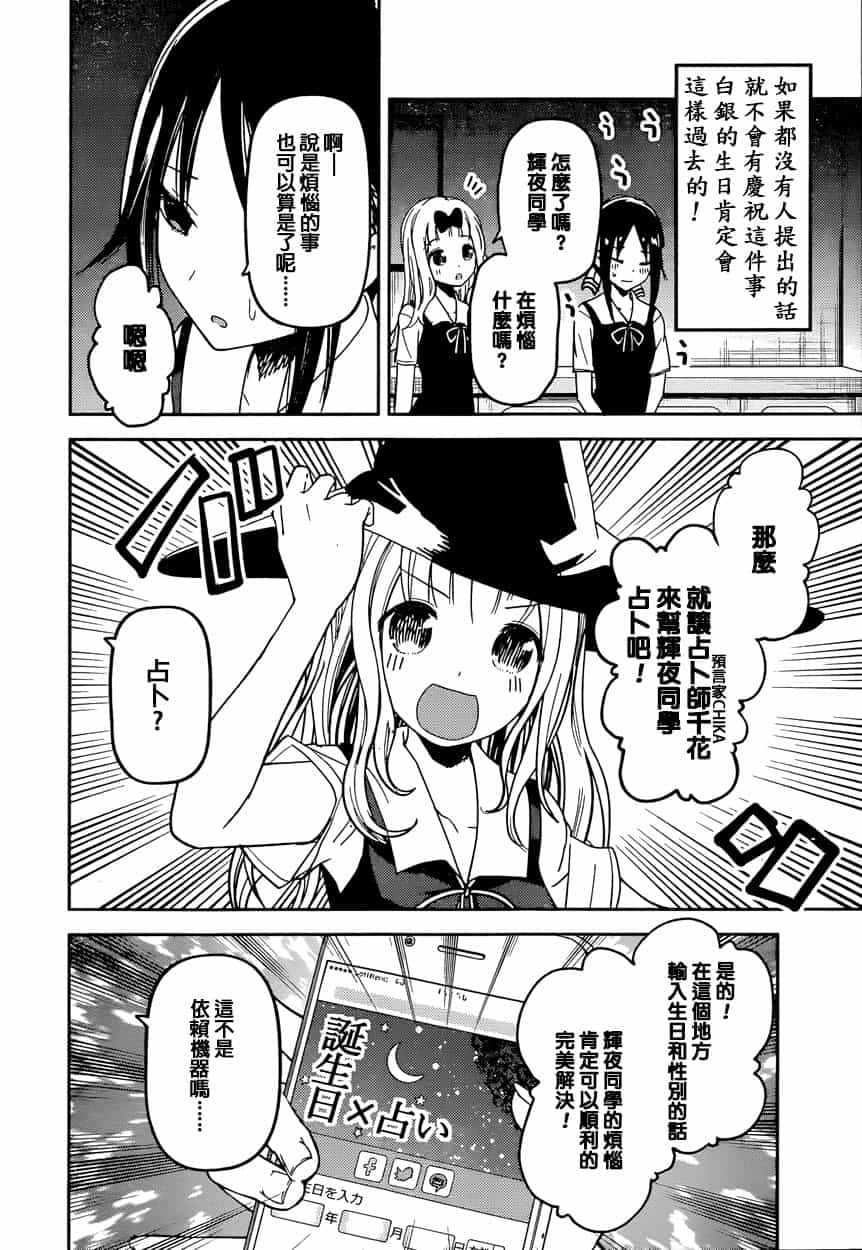 如果都沒有人提出的話
就不會有慶祝這件事
白銀的生日肯定會
這樣過去的！
怎麼了嗎？
輝夜同學
在煩惱
什麼嗎？
啊—
說是煩惱的事
也可以算是了呢……
嗯嗯
那麼
就讓占卜師千花
預言家CHIKA
來幫輝夜同學
占卜吧！
占卜？
是的！
在這個地方
輸入生日和性別的話
輝夜同學的煩惱
肯定可以順利的
完美解決！
誕生日×占い
生日を入力
年
月
日
這不是
依賴機器嗎……